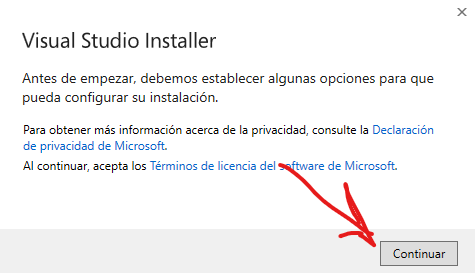 Visual Studio Installer
Antes de empezar, debemos establecer algunas opciones para que
pueda configurar su instalación.
Para obtener más información acerca de la privacidad, consulte la Declaración
de privacidad de Microsoft.
Al continuar, acepta los Términos de licencia del software de Microsoft.
Continuar